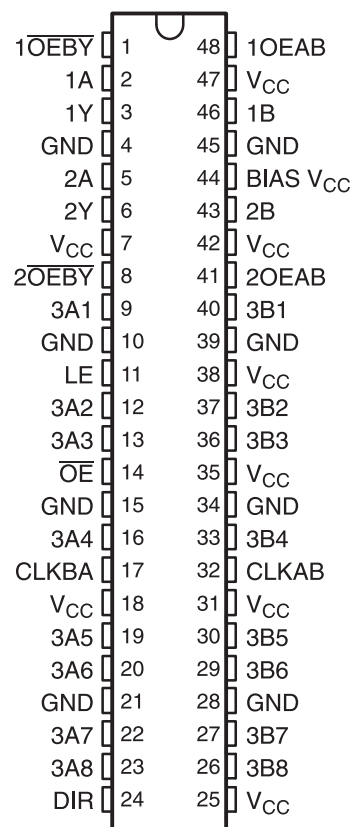 1O̅E̅B̅Y̅ 1 48 1OEAB
1A 2 47 VCC
1Y 3 46 1B
GND 4 45 GND
2A 5 44 BIAS VCC
2Y 6 43 2B
VCC 7 42 VCC
2O̅E̅B̅Y̅ 8 41 2OEAB
3A1 9 40 3B1
GND 10 39 GND
LE 11 38 VCC
3A2 12 37 3B2
3A3 13 36 3B3
O̅E̅ 14 35 VCC
GND 15 34 GND
3A4 16 33 3B4
CLKBA 17 32 CLKAB
VCC 18 31 VCC
3A5 19 30 3B5
3A6 20 29 3B6
GND 21 28 GND
3A7 22 27 3B7
3A8 23 26 3B8
DIR 24 25 VCC